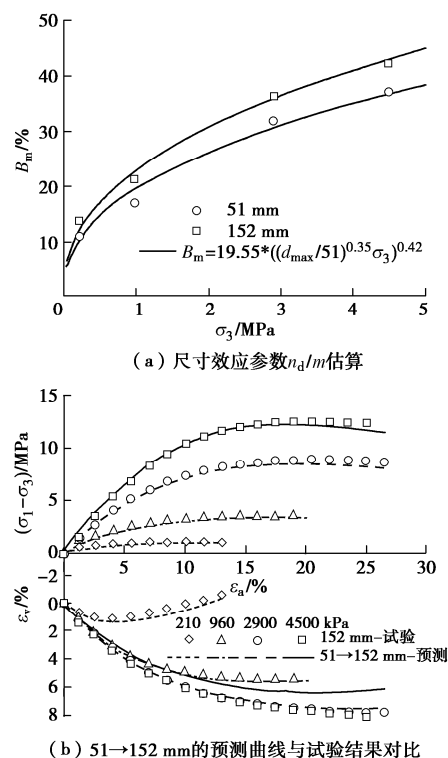 50
40
30
20
10
B_m/%
51 mm
152 mm
B_m=19.55*((d_max/51)^0.35σ_3)^0.42
0 1 2 3 4 5
σ_3/MPa
（a）尺寸效应参数n_d/m估算
15
10
5
0
(σ_1−σ_3)/MPa
5 10 15 20 25 30
ε_a/%
−2
0
2
4
6
8
ε_v/%
210 960 2900 4500 kPa
152 mm-试验
51→152 mm-预测
（b）51→152 mm的预测曲线与试验结果对比